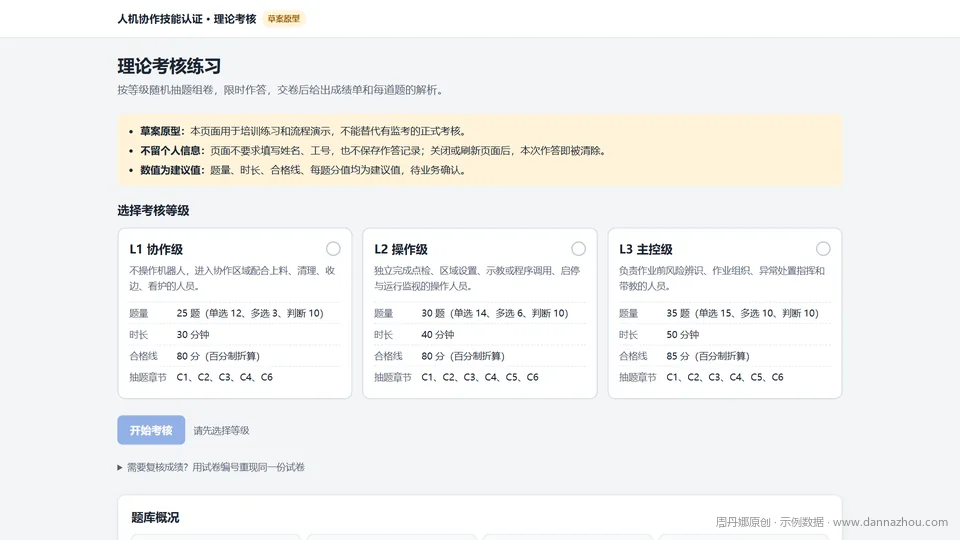 人机协作技能认证 · 理论考核 草案原型
理论考核练习
按等级随机抽题组卷，限时作答，交卷后给出成绩单和每道题的解析。
• 草案原型：本页面用于培训练习和流程演示，不能替代有监考的正式考核。
• 不留个人信息：页面不要求填写姓名、工号，也不保存作答记录；关闭或刷新页面后，本次作答即被清除。
• 数值为建议值：题量、时长、合格线、每题分值均为建议值，待业务确认。
选择考核等级
L1 协作级
不操作机器人，进入协作区域配合上料、清理、收
边、看护的人员。
题量 25 题（单选 12、多选 3、判断 10）
时长 30 分钟
合格线 80 分（百分制折算）
抽题章节 C1、C2、C3、C4、C6
L2 操作级
独立完成点检、区域设置、示教或程序调用、启停
与运行监视的操作人员。
题量 30 题（单选 14、多选 6、判断 10）
时长 40 分钟
合格线 80 分（百分制折算）
抽题章节 C1、C2、C3、C4、C5、C6
L3 主控级
负责作业前风险辨识、作业组织、异常处置指挥和
带教的人员。
题量 35 题（单选 15、多选 10、判断 10）
时长 50 分钟
合格线 85 分（百分制折算）
抽题章节 C1、C2、C3、C4、C5、C6
开始考核 请先选择等级
▶ 需要复核成绩？用试卷编号重现同一份试卷
题库概况
周丹娜原创 · 示例数据 · www.dannazhou.com